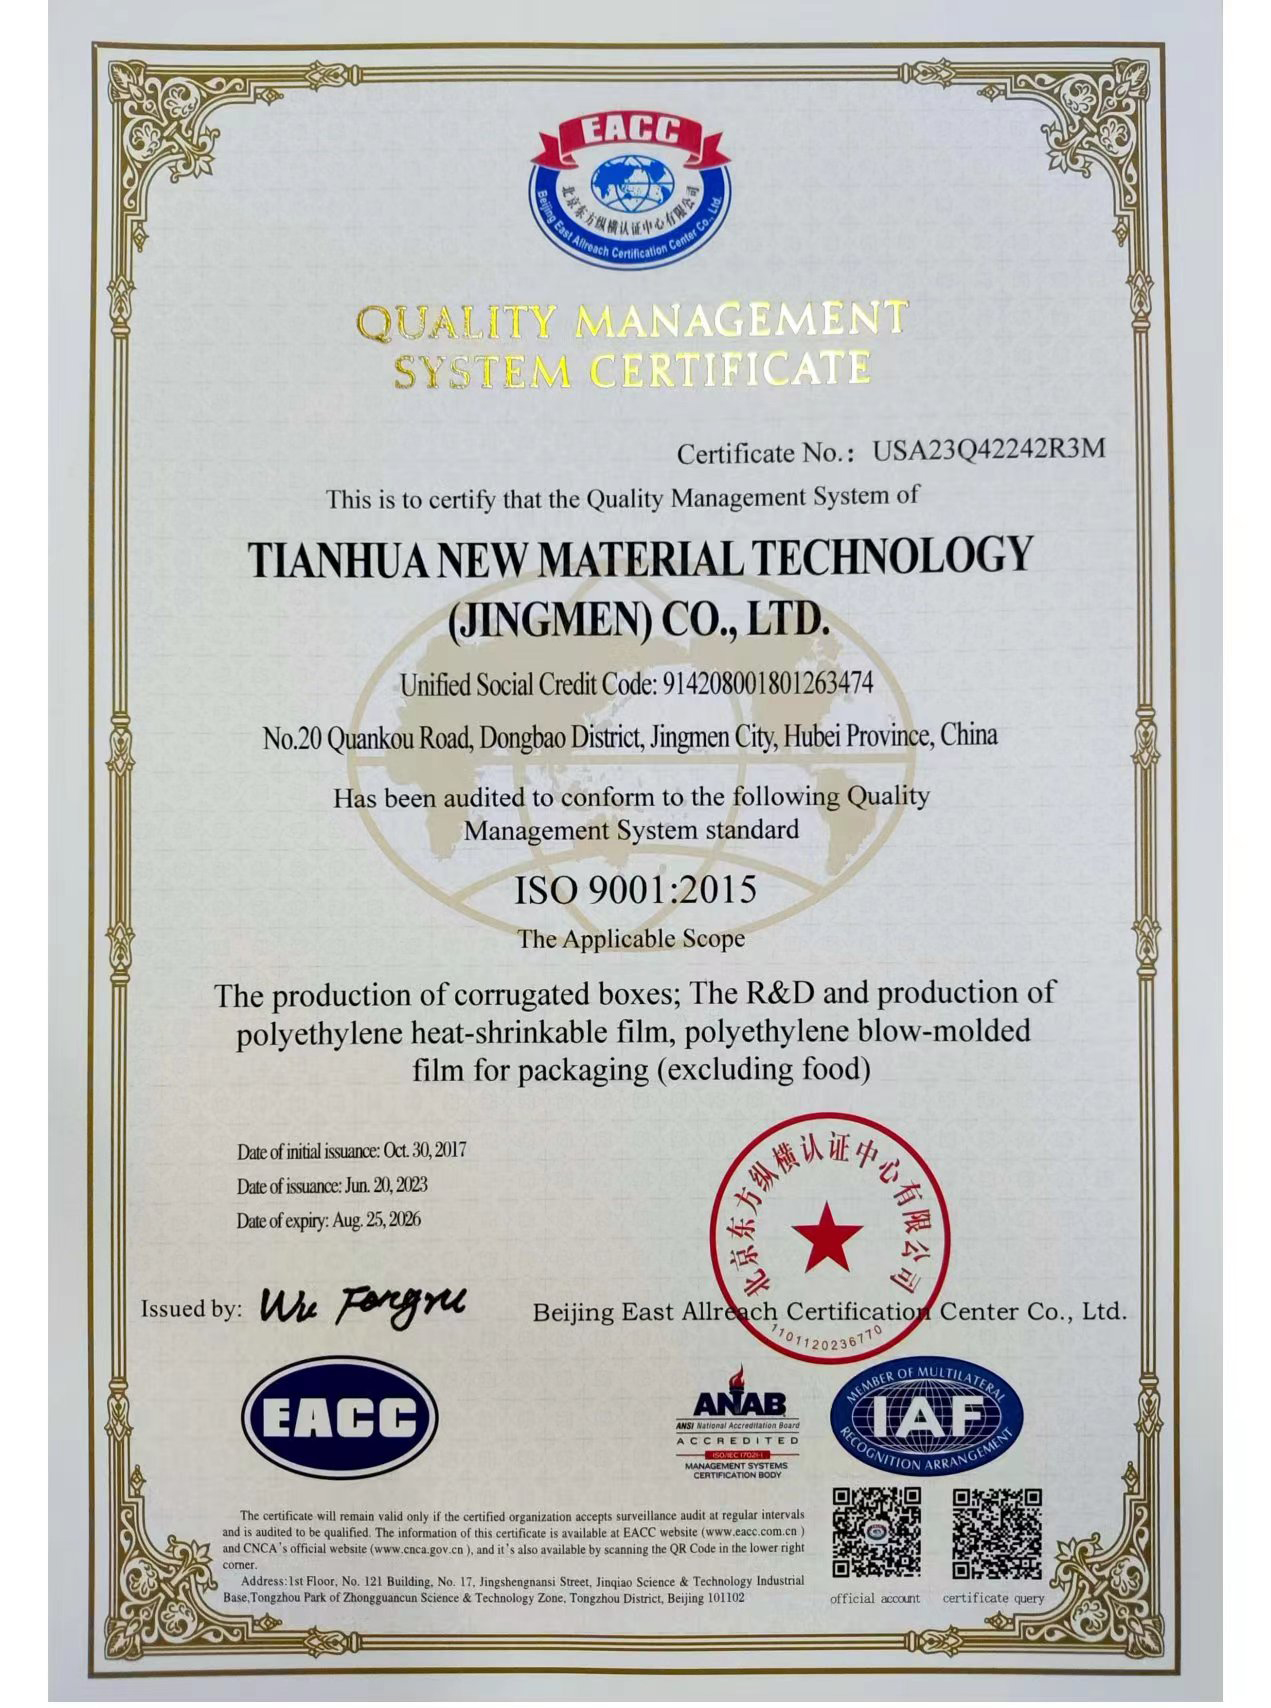 EACC
北京东方纵横认证中心有限公司
Beijing East Allreach Certification Center Co., Ltd.
QUALITY MANAGEMENT
SYSTEM CERTIFICATE
Certificate No.: USA23Q42242R3M
This is to certify that the Quality Management System of
TIANHUA NEW MATERIAL TECHNOLOGY
(JINGMEN) CO., LTD.
Unified Social Credit Code: 914208001801263474
No.20 Quankou Road, Dongbao District, Jingmen City, Hubei Province, China
Has been audited to conform to the following Quality
Management System standard
ISO 9001:2015
The Applicable Scope
The production of corrugated boxes; The R&D and production of
polyethylene heat-shrinkable film, polyethylene blow-molded
film for packaging (excluding food)
Date of initial issuance: Oct. 30, 2017
Date of issuance: Jun. 20, 2023
Date of expiry: Aug. 25, 2026
北京东方纵横认证中心有限公司
1101120236770
Issued by:
Beijing East Allreach Certification Center Co., Ltd.
EACC
ANAB
ANSI National Accreditation Board
ACCREDITED
ISO/IEC 17021-1
MANAGEMENT SYSTEMS
CERTIFICATION BODY
MEMBER OF MULTILATERAL
IAF
RECOGNITION ARRANGEMENT
The certificate will remain valid only if the certified organization accepts surveillance audit at regular intervals
and is audited to be qualified. The information of this certificate is available at EACC website (www.eacc.com.cn )
and CNCA's official website (www.cnca.gov.cn ), and it's also available by scanning the QR Code in the lower right
corner.
Address:1st Floor, No. 121 Building, No. 17, Jingshengnansi Street, Jinqiao Science & Technology Industrial
Base,Tongzhou Park of Zhongguancun Science & Technology Zone, Tongzhou District, Beijing 101102
official account
certificate query